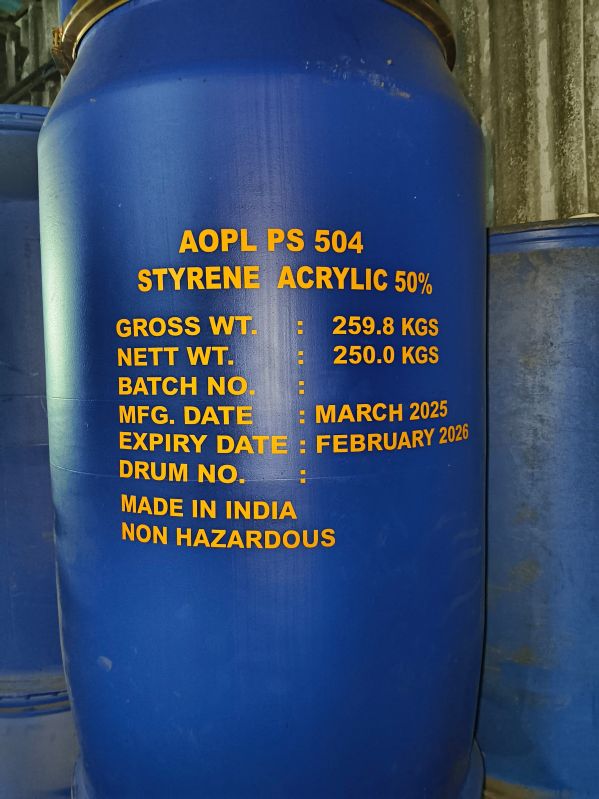 AOPL PS 504
STYRENE ACRYLIC 50%
GROSS WT. : 259.8 KGS
NETT WT. : 250.0 KGS
BATCH NO. :
MFG. DATE : MARCH 2025
EXPIRY DATE : FEBRUARY 2026
DRUM NO. :
MADE IN INDIA
NON HAZARDOUS